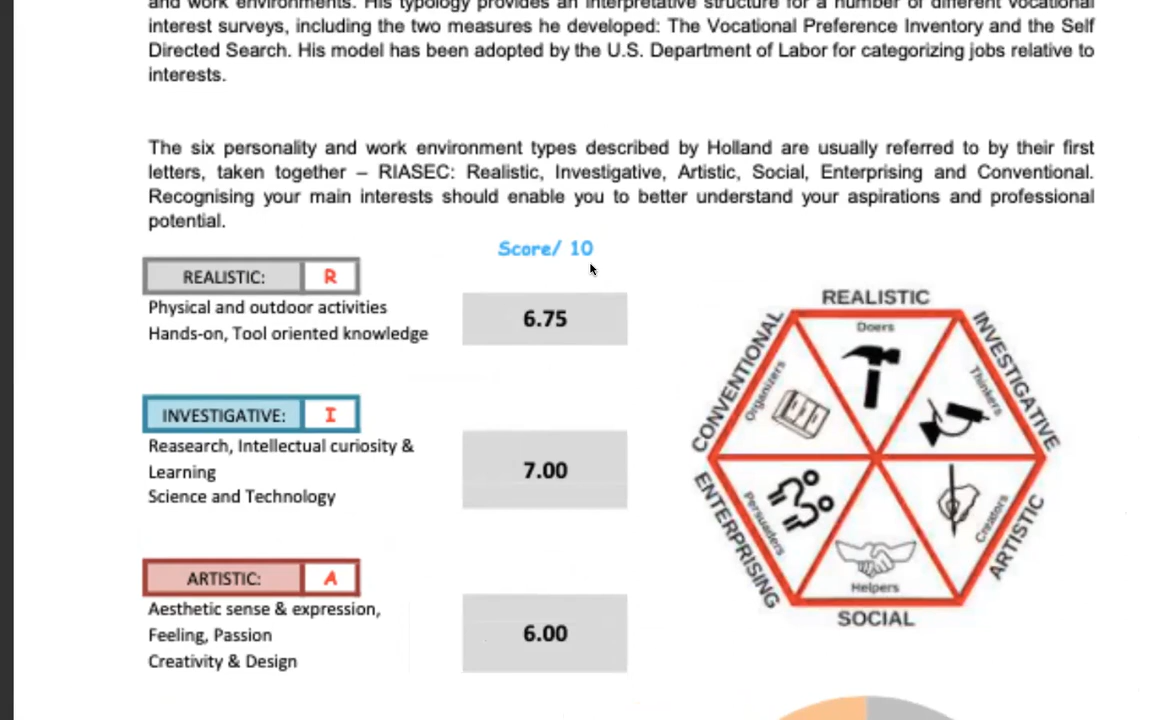 and work environments. His typology provides an interpretative structure for a number of different vocational
interest surveys, including the two measures he developed: The Vocational Preference Inventory and the Self
Directed Search. His model has been adopted by the U.S. Department of Labor for categorizing jobs relative to
interests.
The six personality and work environment types described by Holland are usually referred to by their first
letters, taken together – RIASEC: Realistic, Investigative, Artistic, Social, Enterprising and Conventional.
Recognising your main interests should enable you to better understand your aspirations and professional
potential.
Score/ 10
REALISTIC: R
Physical and outdoor activities
Hands-on, Tool oriented knowledge
6.75
INVESTIGATIVE: I
Reasearch, Intellectual curiosity &
Learning
Science and Technology
7.00
ARTISTIC: A
Aesthetic sense & expression,
Feeling, Passion
Creativity & Design
6.00
REALISTIC
Doers
INVESTIGATIVE
Thinkers
ARTISTIC
Creators
SOCIAL
Helpers
ENTERPRISING
Persuaders
CONVENTIONAL
Organizers